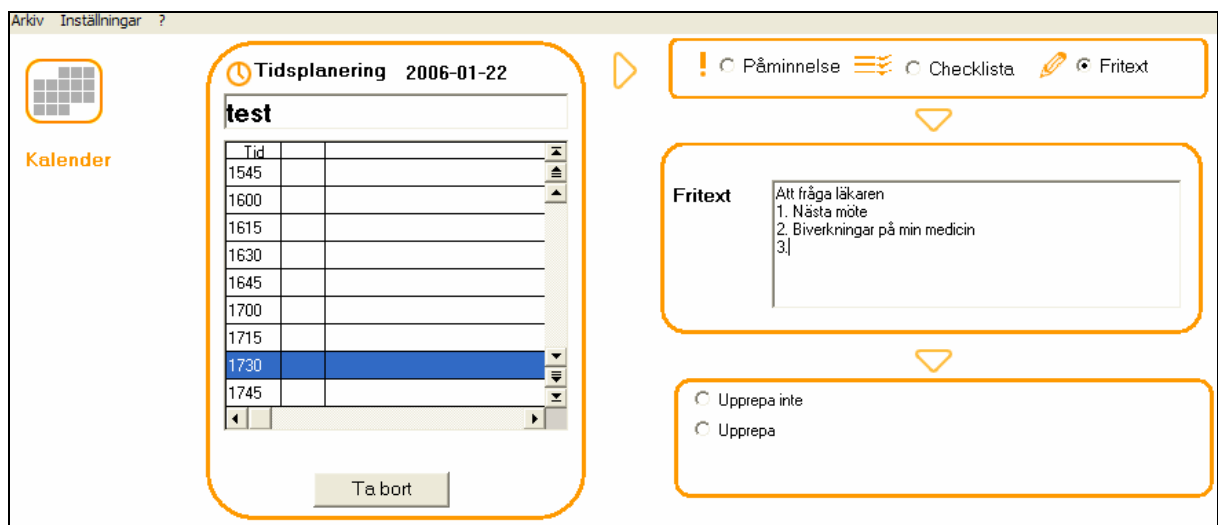 Arkiv Inställningar ?
Kalender
Tidsplanering 2006-01-22
test
Tid
1545
1600
1615
1630
1645
1700
1715
1730
1745
Ta bort
Påminnelse Checklista Fritext
Fritext
Att fråga läkaren
1. Nästa möte
2. Biverkningar på min medicin
3.
Upprepa inte
Upprepa